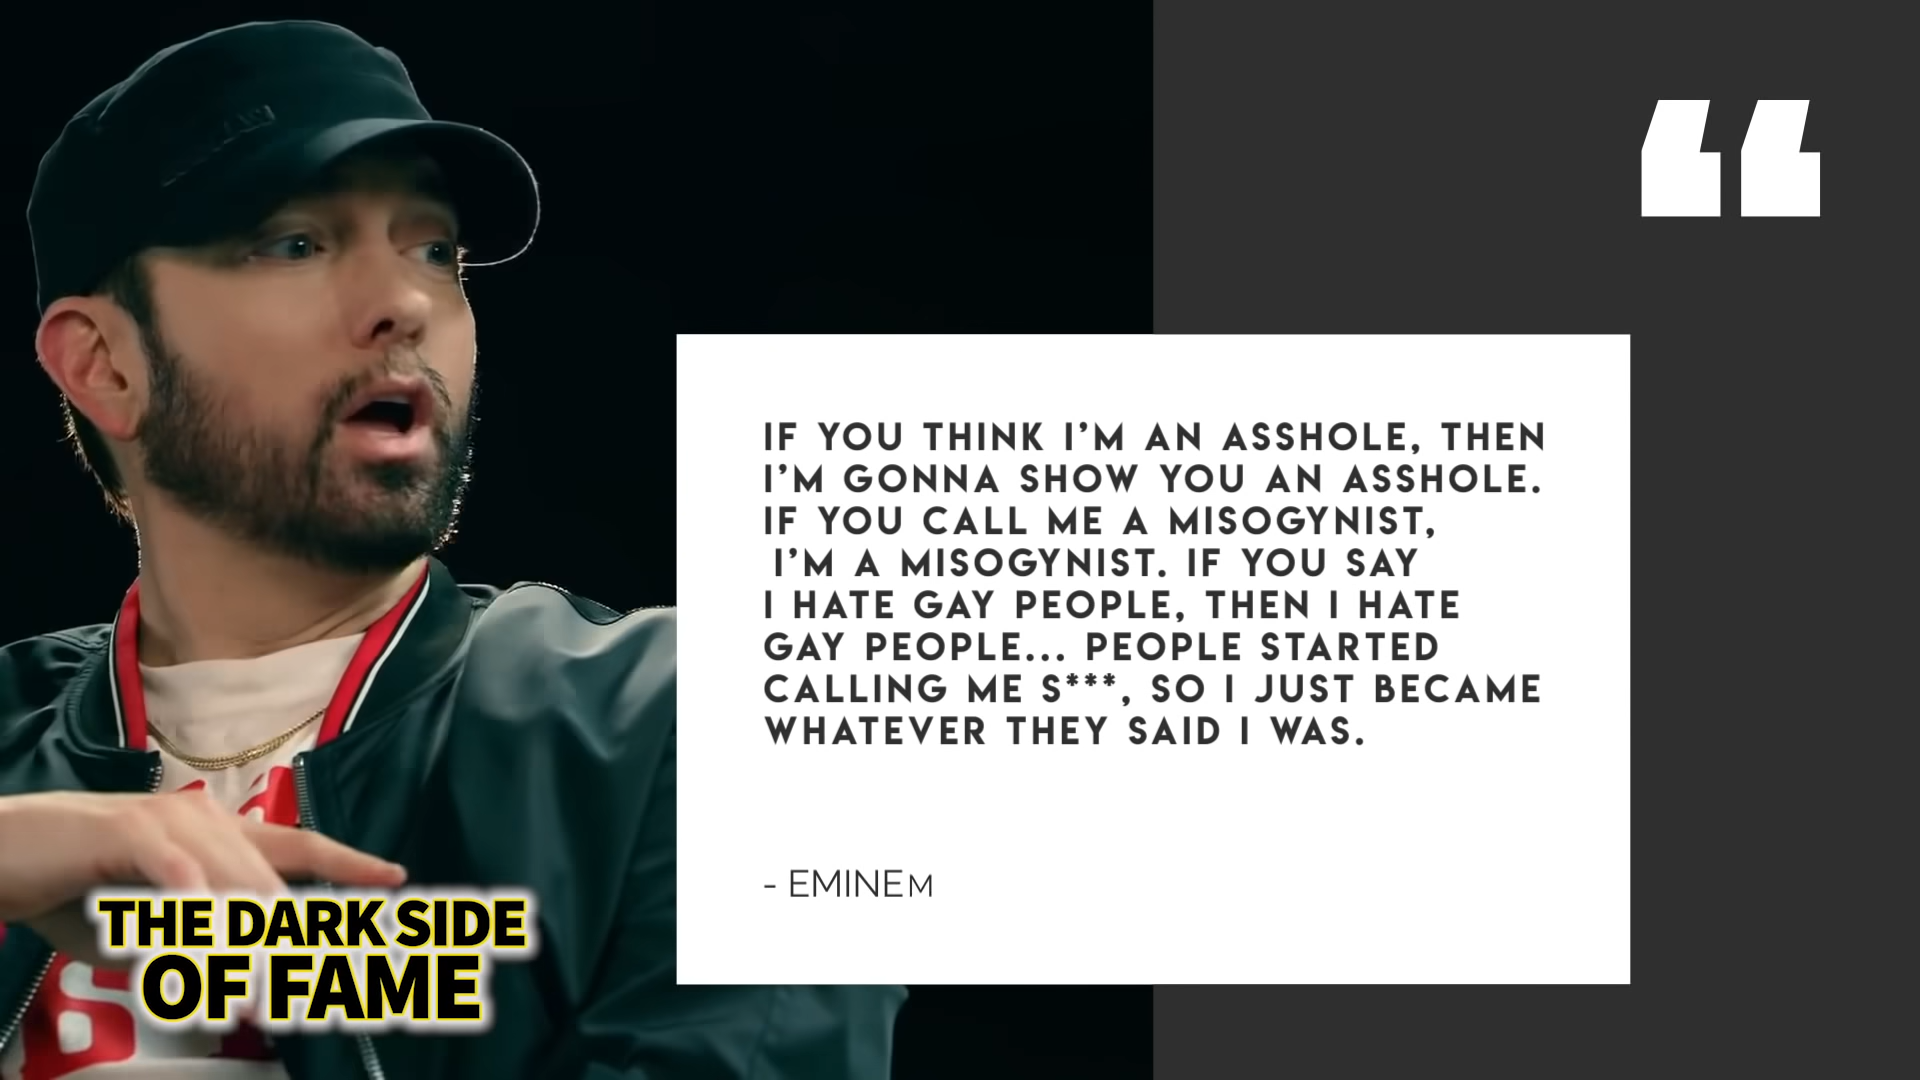 “
IF YOU THINK I’M AN ASSHOLE, THEN
I’M GONNA SHOW YOU AN ASSHOLE.
IF YOU CALL ME A MISOGYNIST,
I’M A MISOGYNIST. IF YOU SAY
I HATE GAY PEOPLE, THEN I HATE
GAY PEOPLE... PEOPLE STARTED
CALLING ME S***, SO I JUST BECAME
WHATEVER THEY SAID I WAS.
- EMINEM
THE DARK SIDE
OF FAME